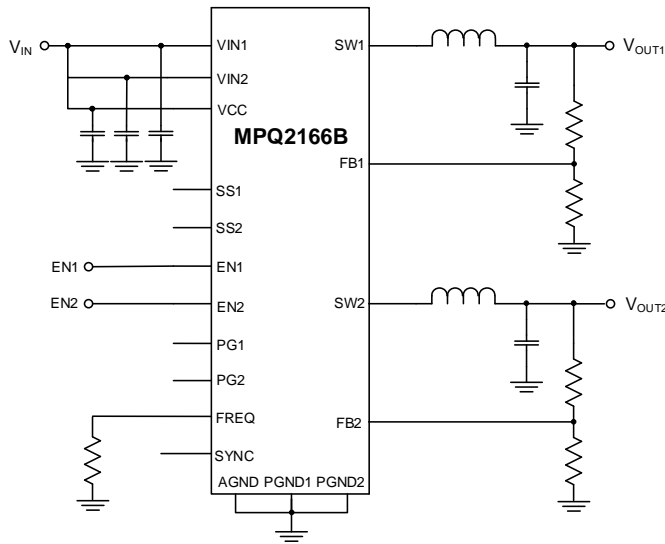 VIN
VIN1
SW1
VOUT1
VIN2
VCC
MPQ2166B
FB1
SS1
SS2
EN1
EN1
EN2
EN2
SW2
VOUT2
PG1
PG2
FREQ
FB2
SYNC
AGND PGND1 PGND2